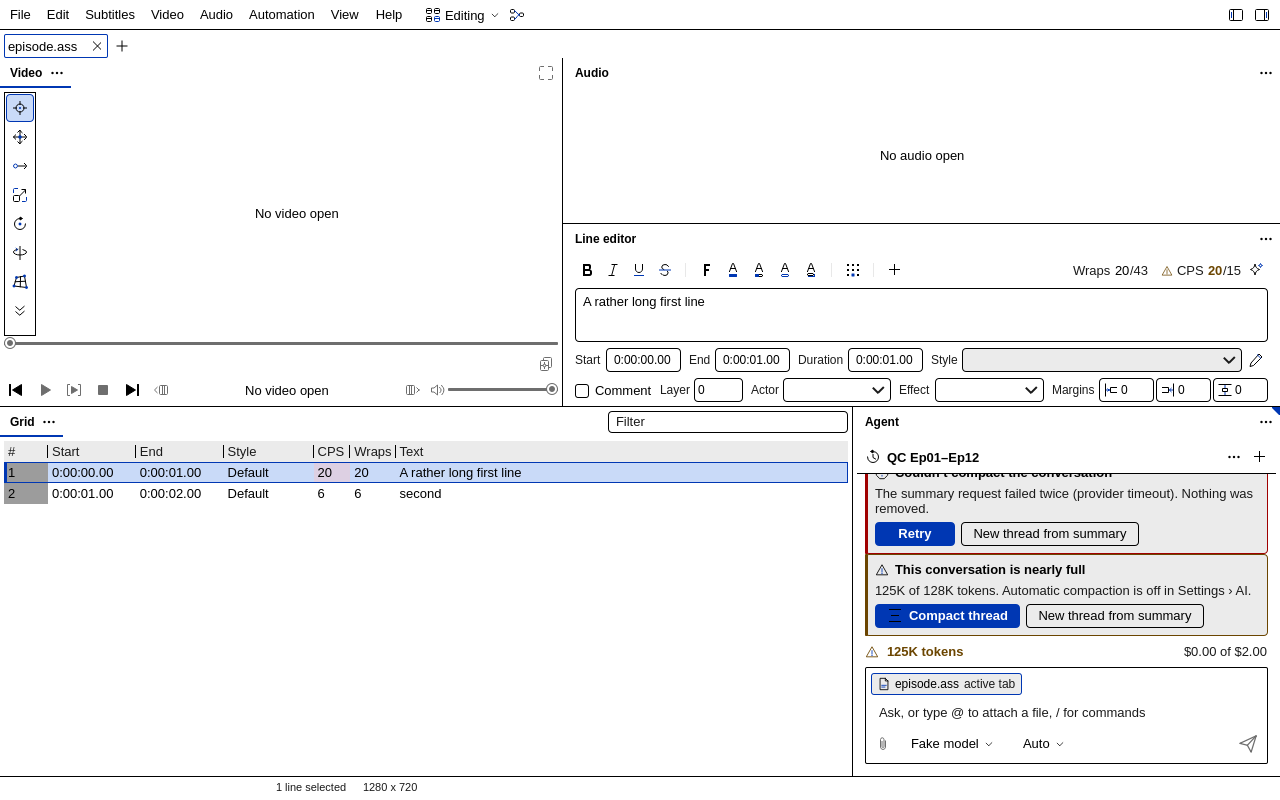 File Edit Subtitles Video Audio Automation View Help Editing
episode.ass
Video
Audio
No video open
No audio open
Line editor
B I U S F A A A A Wraps 20/43 CPS 20/15
A rather long first line
Start 0:00:00.00 End 0:00:01.00 Duration 0:00:01.00 Style
No video open
Comment Layer 0 Actor Effect Margins 0 0 0
Grid
Filter
# Start End Style CPS Wraps Text
1 0:00:00.00 0:00:01.00 Default 20 20 A rather long first line
2 0:00:01.00 0:00:02.00 Default 6 6 second
Agent
QC Ep01–Ep12
Couldn't compact the conversation
The summary request failed twice (provider timeout). Nothing was
removed.
Retry New thread from summary
This conversation is nearly full
125K of 128K tokens. Automatic compaction is off in Settings › AI.
Compact thread New thread from summary
125K tokens $0.00 of $2.00
episode.ass active tab
Ask, or type @ to attach a file, / for commands
Fake model Auto
1 line selected 1280 x 720